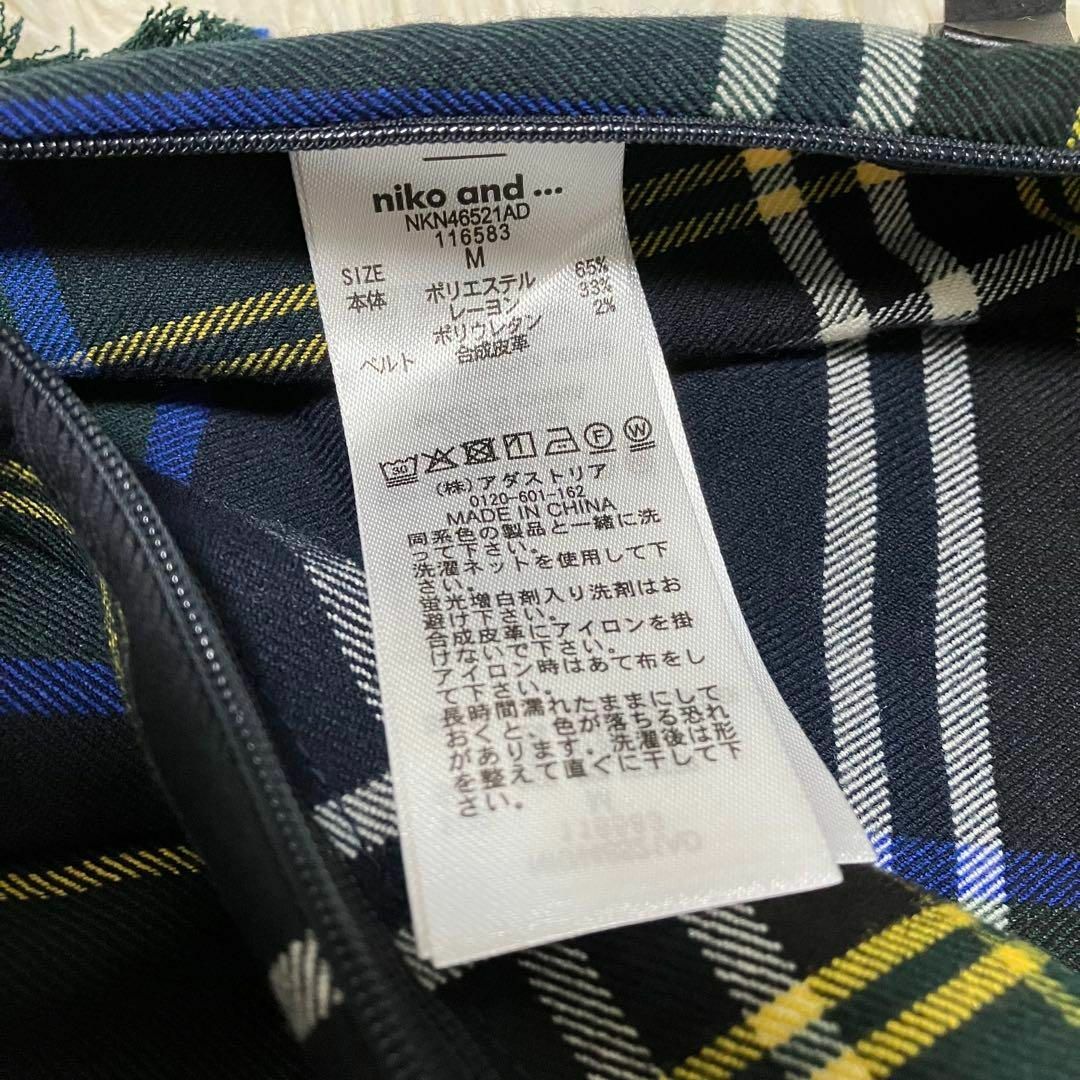 niko and ...
NKN46521AD
116583
SIZE M
本体 ポリエステル 65%
レーヨン 33%
ポリウレタン 2%
ベルト 合成皮革
30 F W
(株)アダストリア
0120-601-162
MADE IN CHINA
同系色の製品と一緒に洗
って下さい。
洗濯ネットを使用して下
さい。
蛍光増白剤入り洗剤はお
避け下さい。
合成皮革にアイロンを掛
けないで下さい。
アイロン時はあて布をし
て下さい。
長時間濡れたままにして
おくと、色が落ちる恐れ
があります。洗濯後は形
を整えて直ぐに干して下
さい。